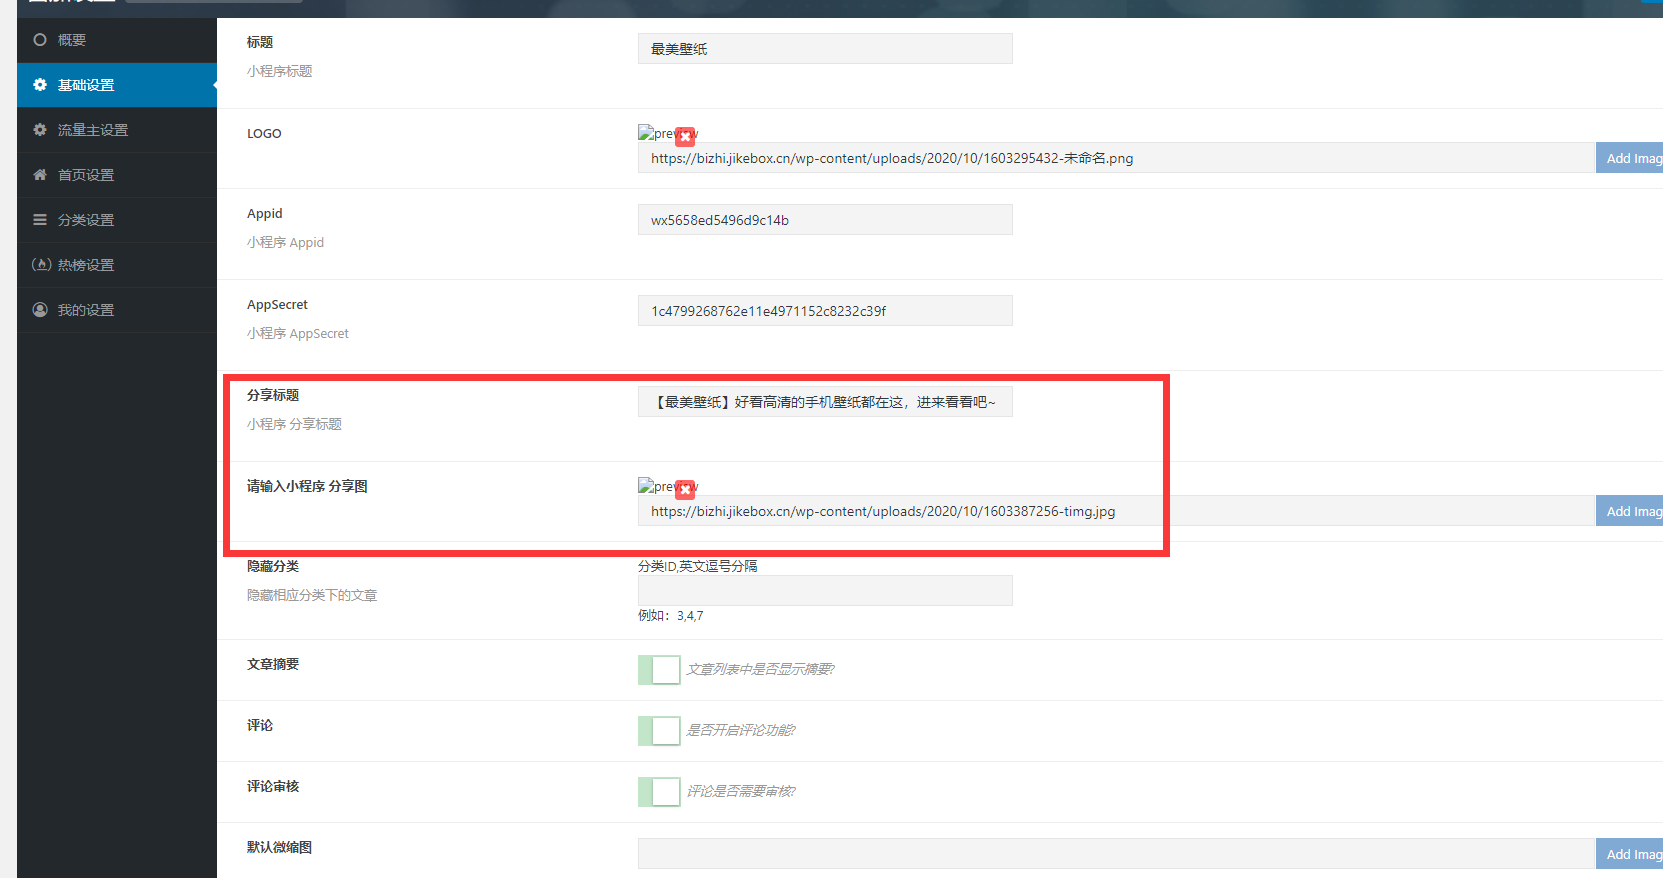 概要
基础设置
流量主设置
首页设置
分类设置
热榜设置
我的设置
标题
小程序标题
最美壁纸
LOGO
preview
https://bizhi.jikebox.cn/wp-content/uploads/2020/10/1603295432-未命名.png
Add Imag
Appid
小程序 Appid
wx5658ed5496d9c14b
AppSecret
小程序 AppSecret
1c4799268762e11e4971152c8232c39f
分享标题
小程序 分享标题
【最美壁纸】好看高清的手机壁纸都在这，进来看看吧~
请输入小程序 分享图
preview
https://bizhi.jikebox.cn/wp-content/uploads/2020/10/1603387256-timg.jpg
Add Imag
隐藏分类
隐藏相应分类下的文章
分类ID,英文逗号分隔
例如：3,4,7
文章摘要
文章列表中是否显示摘要?
评论
是否开启评论功能?
评论审核
评论是否需要审核?
默认微缩图
Add Imag